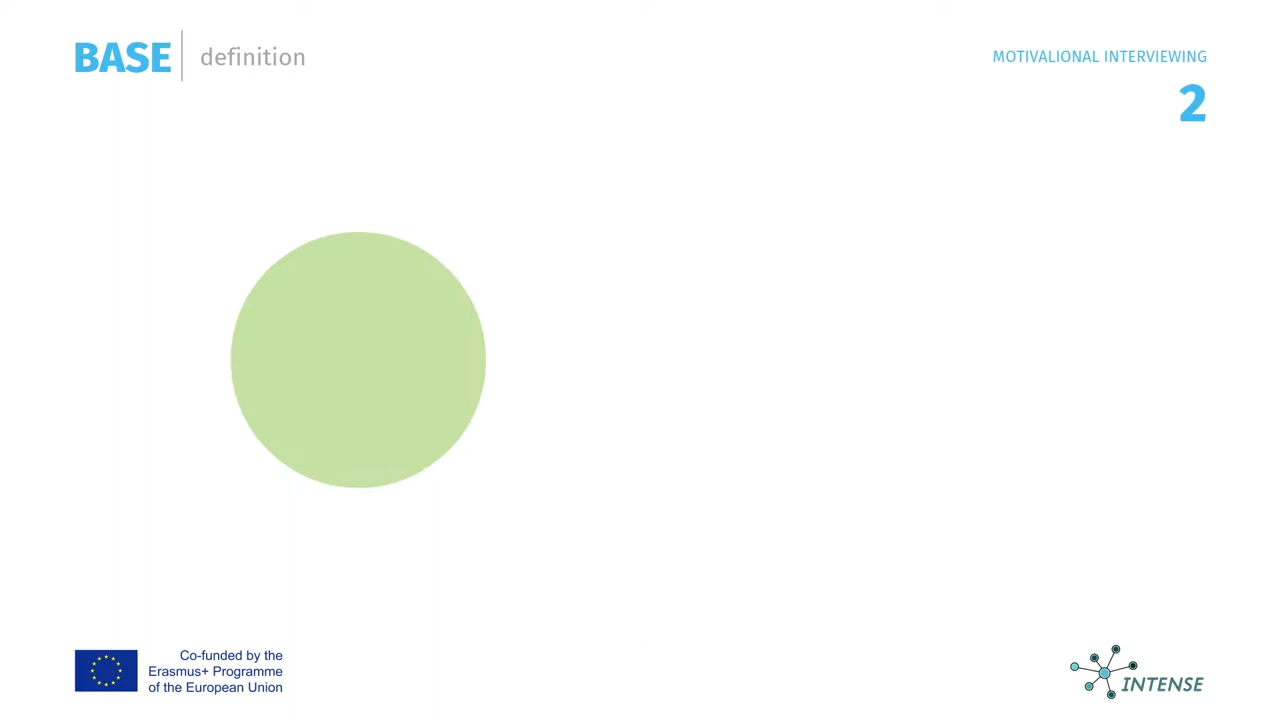 BASE
definition
MOTIVALIONAL INTERVIEWING
2
Co-funded by the
Erasmus+ Programme
of the European Union
INTENSE